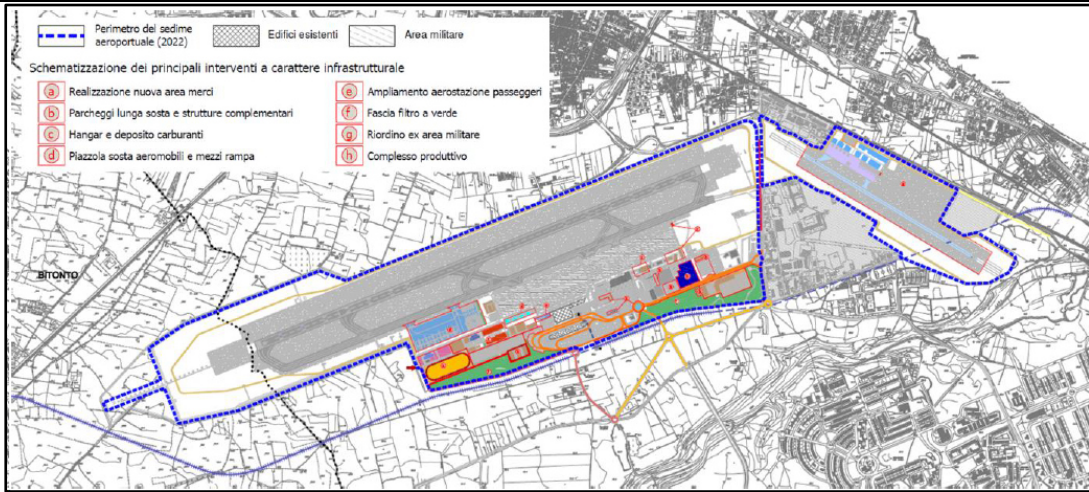 Perimetro del sedime
aeroportuale (2022)
Edifici esistenti
Area militare
Schematizzazione dei principali interventi a carattere infrastrutturale
a Realizzazione nuova area merci
b Parcheggi lunga sosta e strutture complementari
c Hangar e deposito carburanti
d Piazzola sosta aeromobili e mezzi rampa
e Ampliamento aerostazione passeggeri
f Fascia filtro a verde
g Riordino ex area militare
h Complesso produttivo
BITONTO